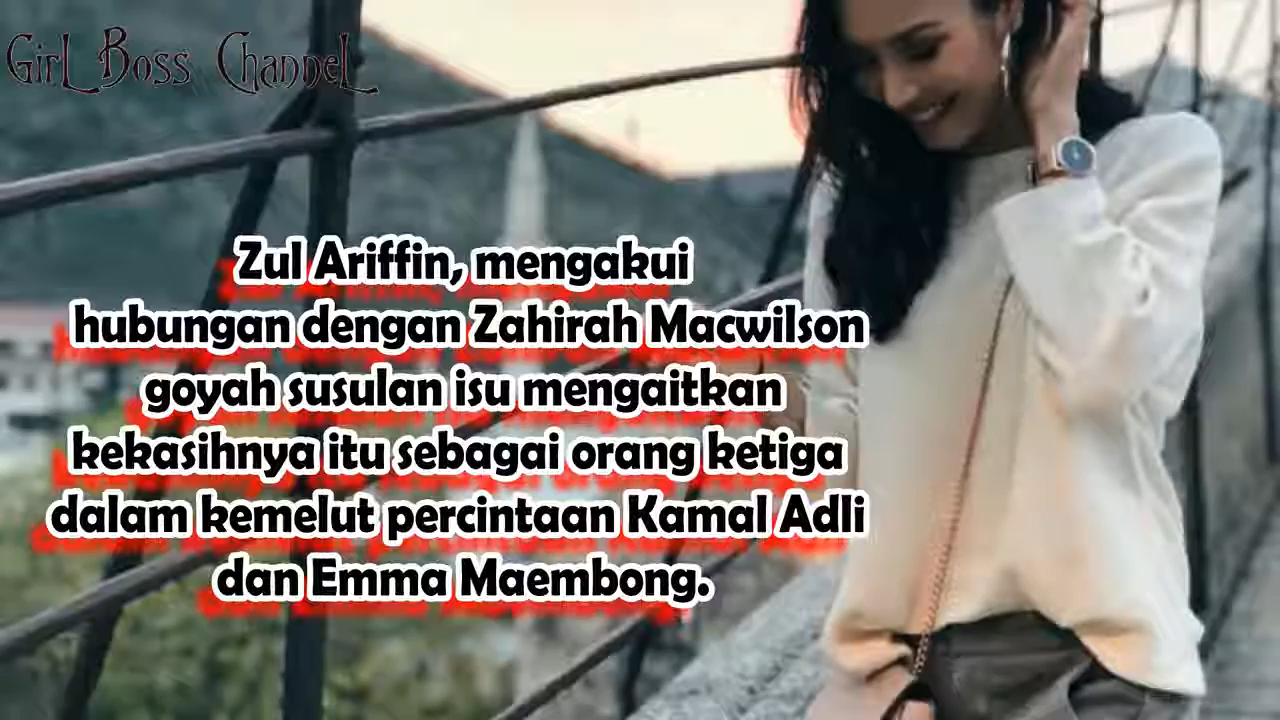 Girl Boss Channel
Zul Ariffin, mengakui
hubungan dengan Zahirah Macwilson
goyah susulan isu mengaitkan
kekasihnya itu sebagai orang ketiga
dalam kemelut percintaan Kamal Adli
dan Emma Maembong.